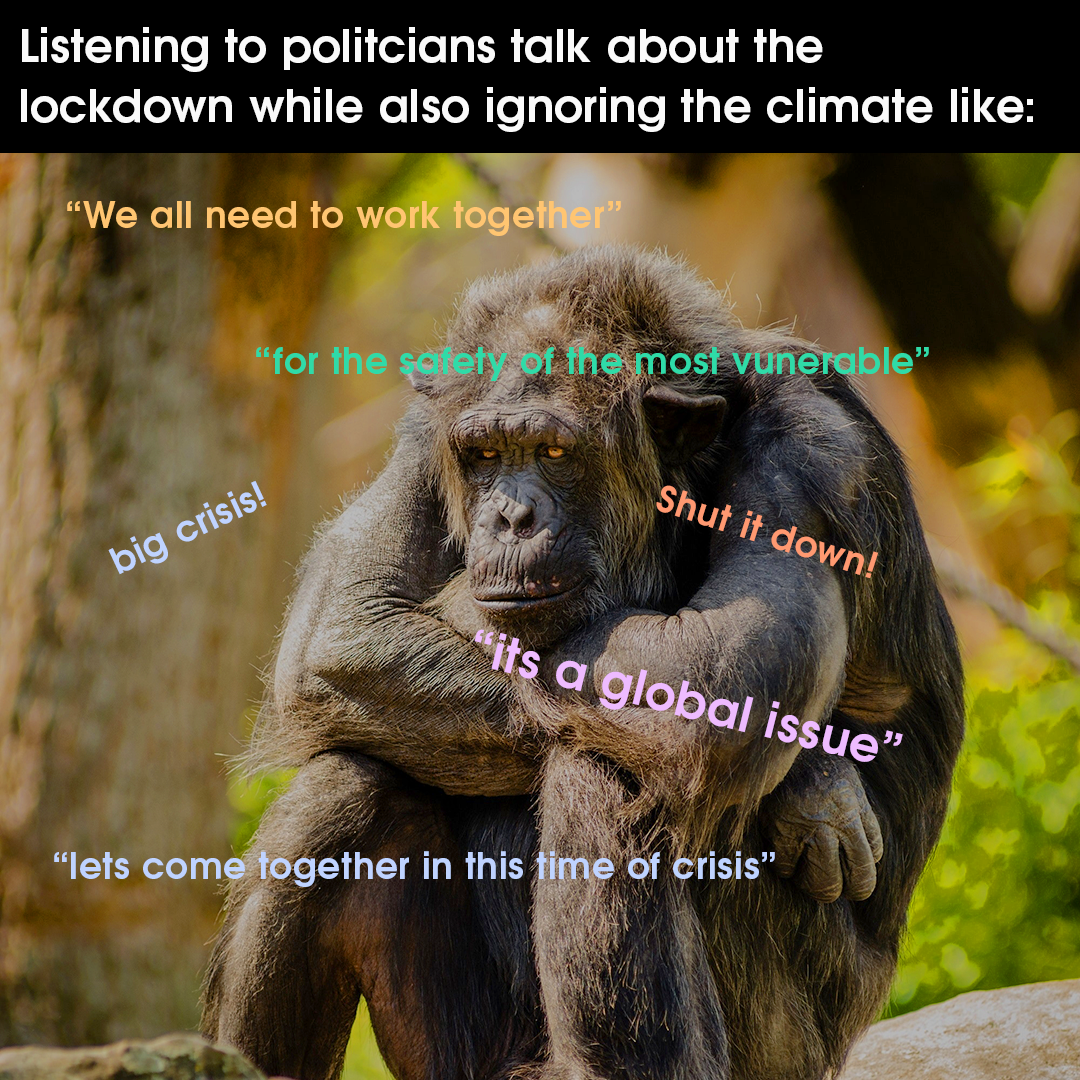 Listening to politcians talk about the
lockdown while also ignoring the climate like:
“We all need to work together”
“for the safety of the most vunerable”
big crisis!
Shut it down!
“its a global issue”
“lets come together in this time of crisis”